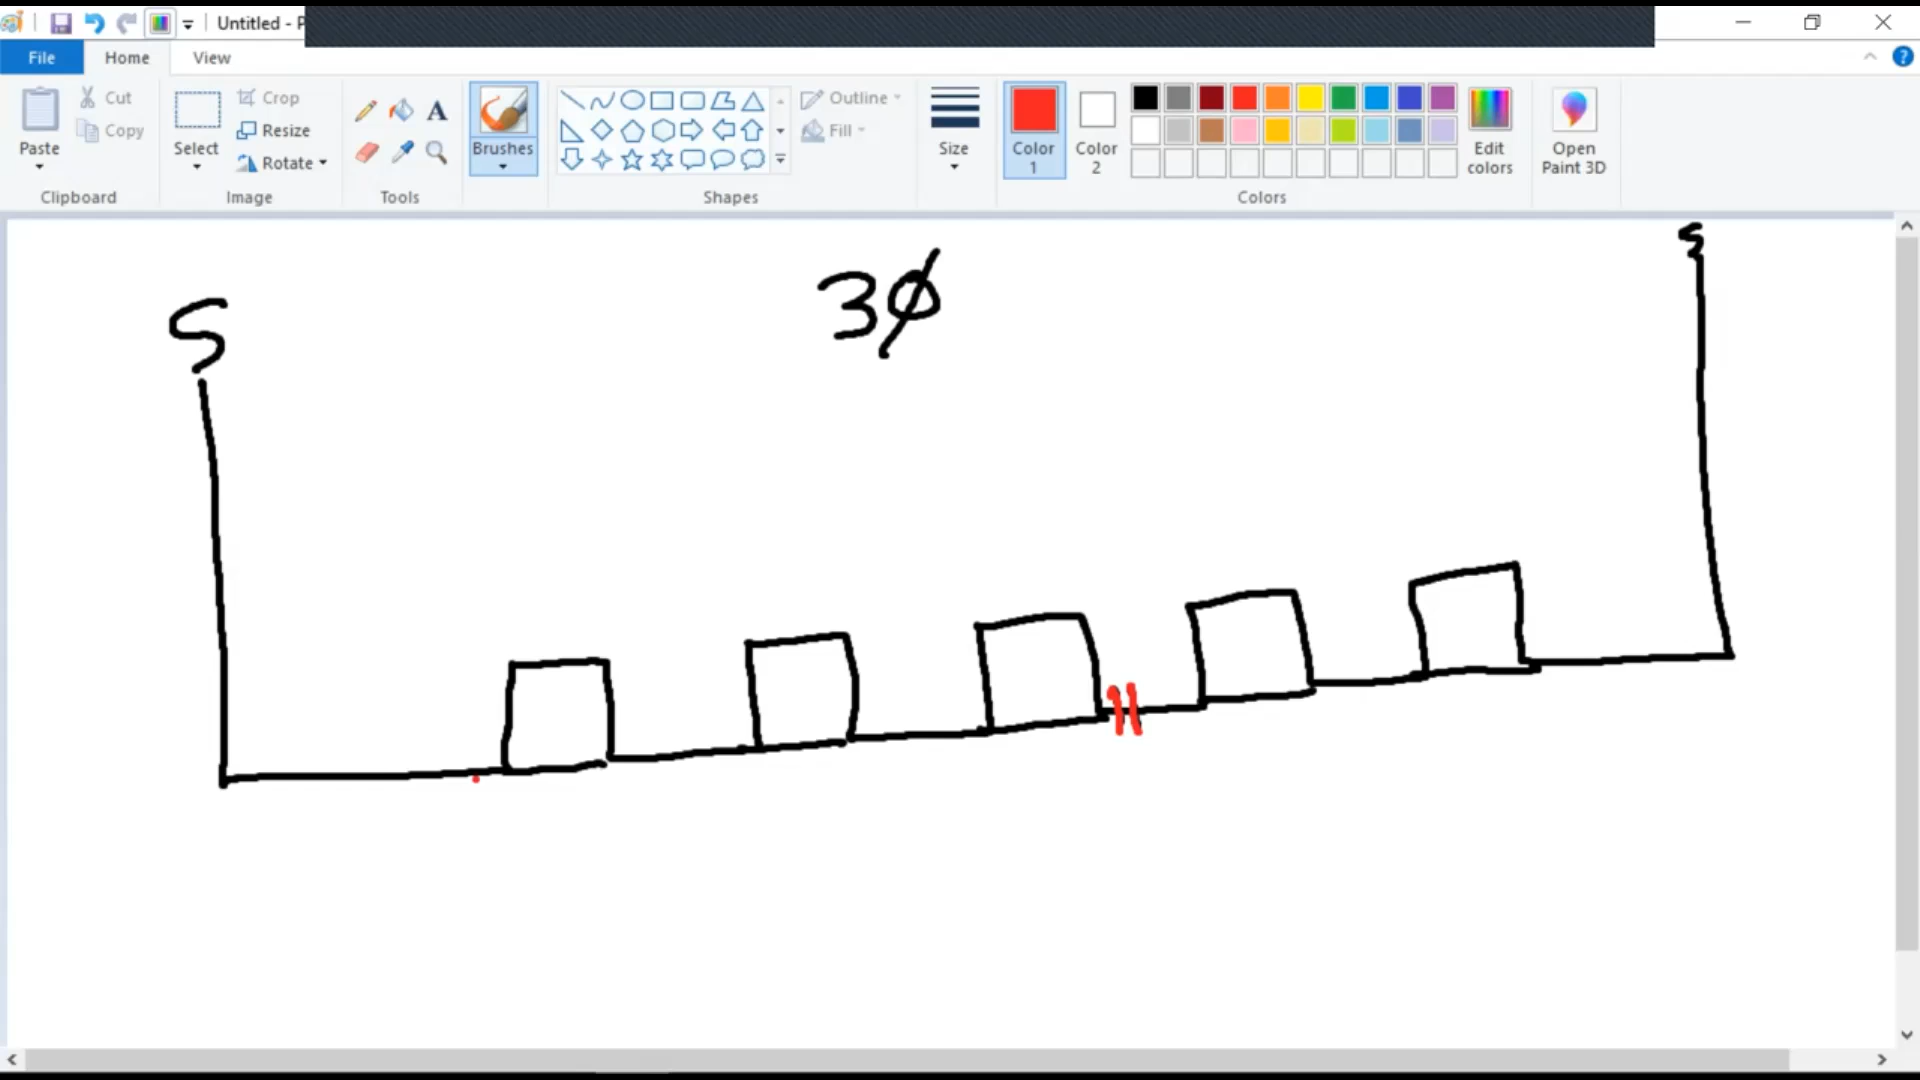 Untitled - P
File Home View
Cut
Copy
Paste
Clipboard
Crop
Resize
Rotate
Select
Image
A
Tools
Brushes
Outline
Fill
Shapes
Size
Color 1
Color 2
Edit colors
Colors
Open Paint 3D
?
3Ø
S
S